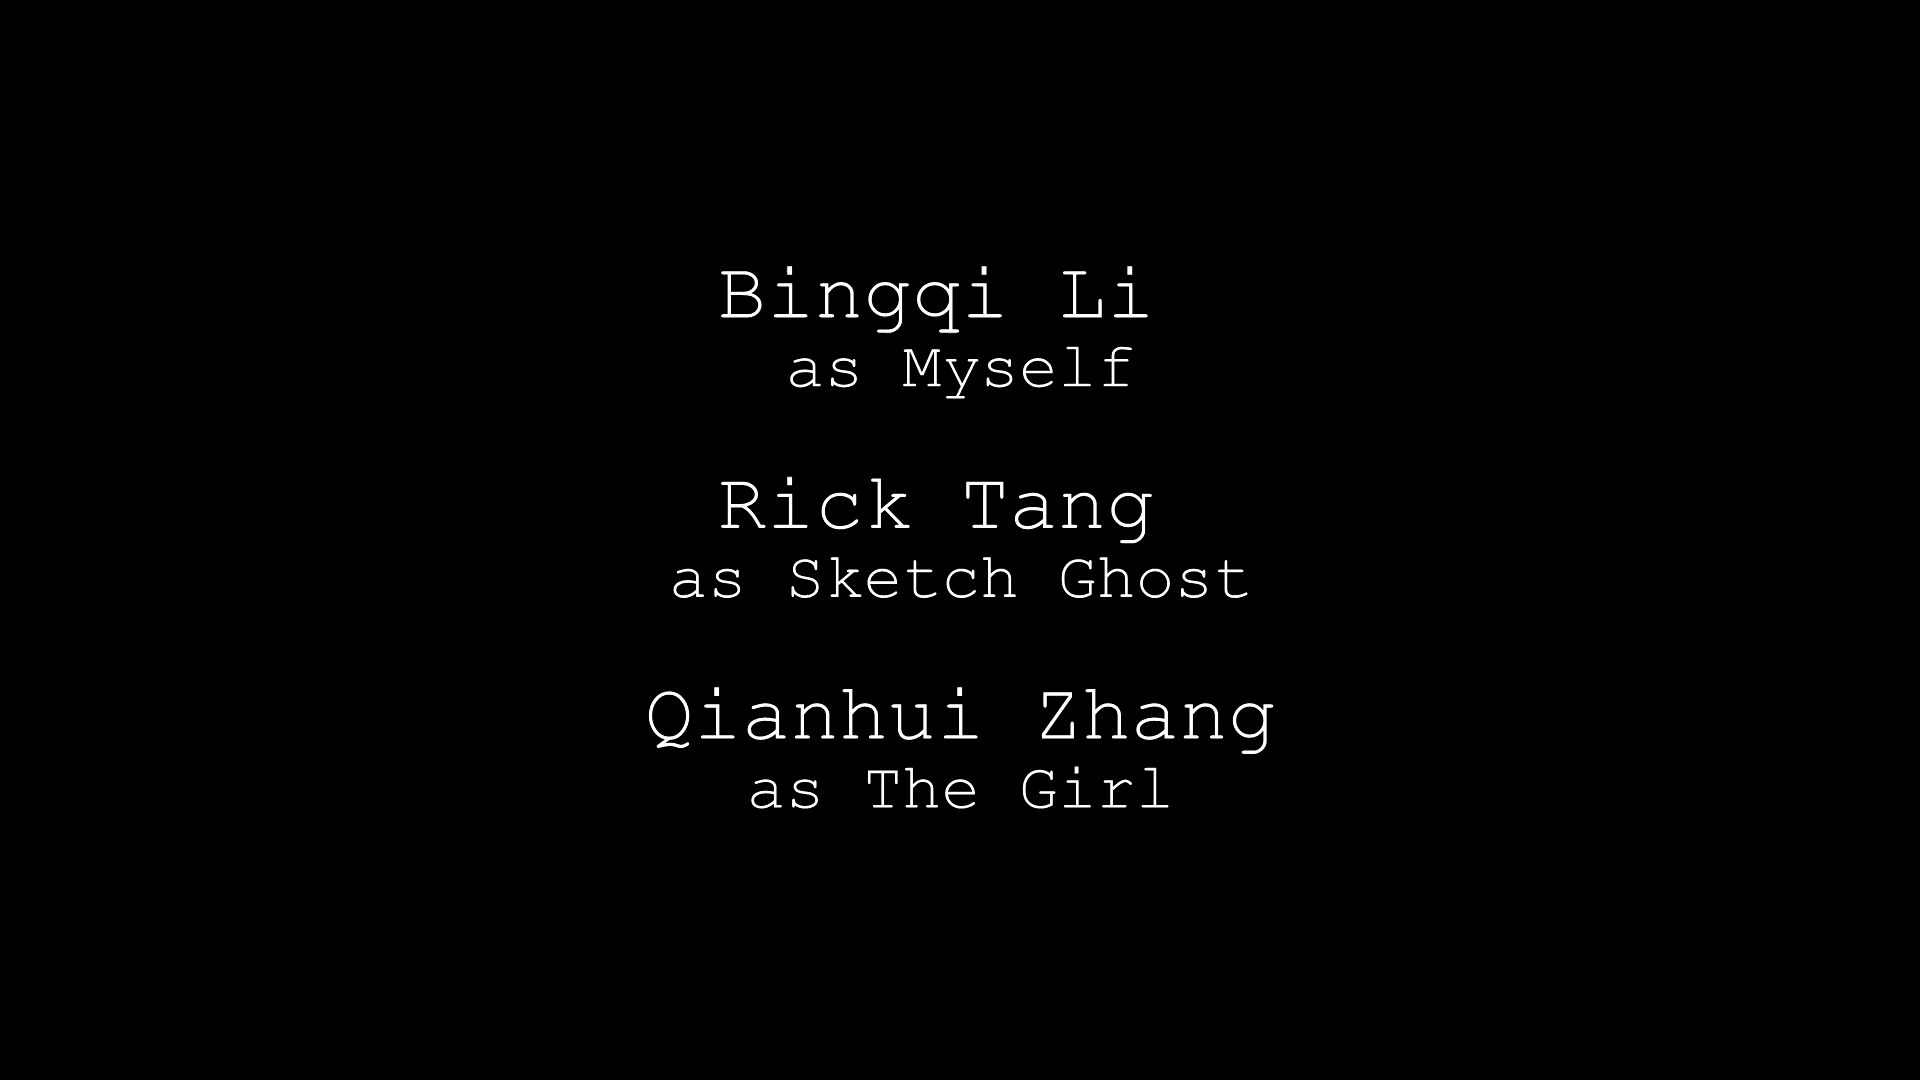 Bingqi Li
as Myself
Rick Tang
as Sketch Ghost
Qianhui Zhang
as The Girl